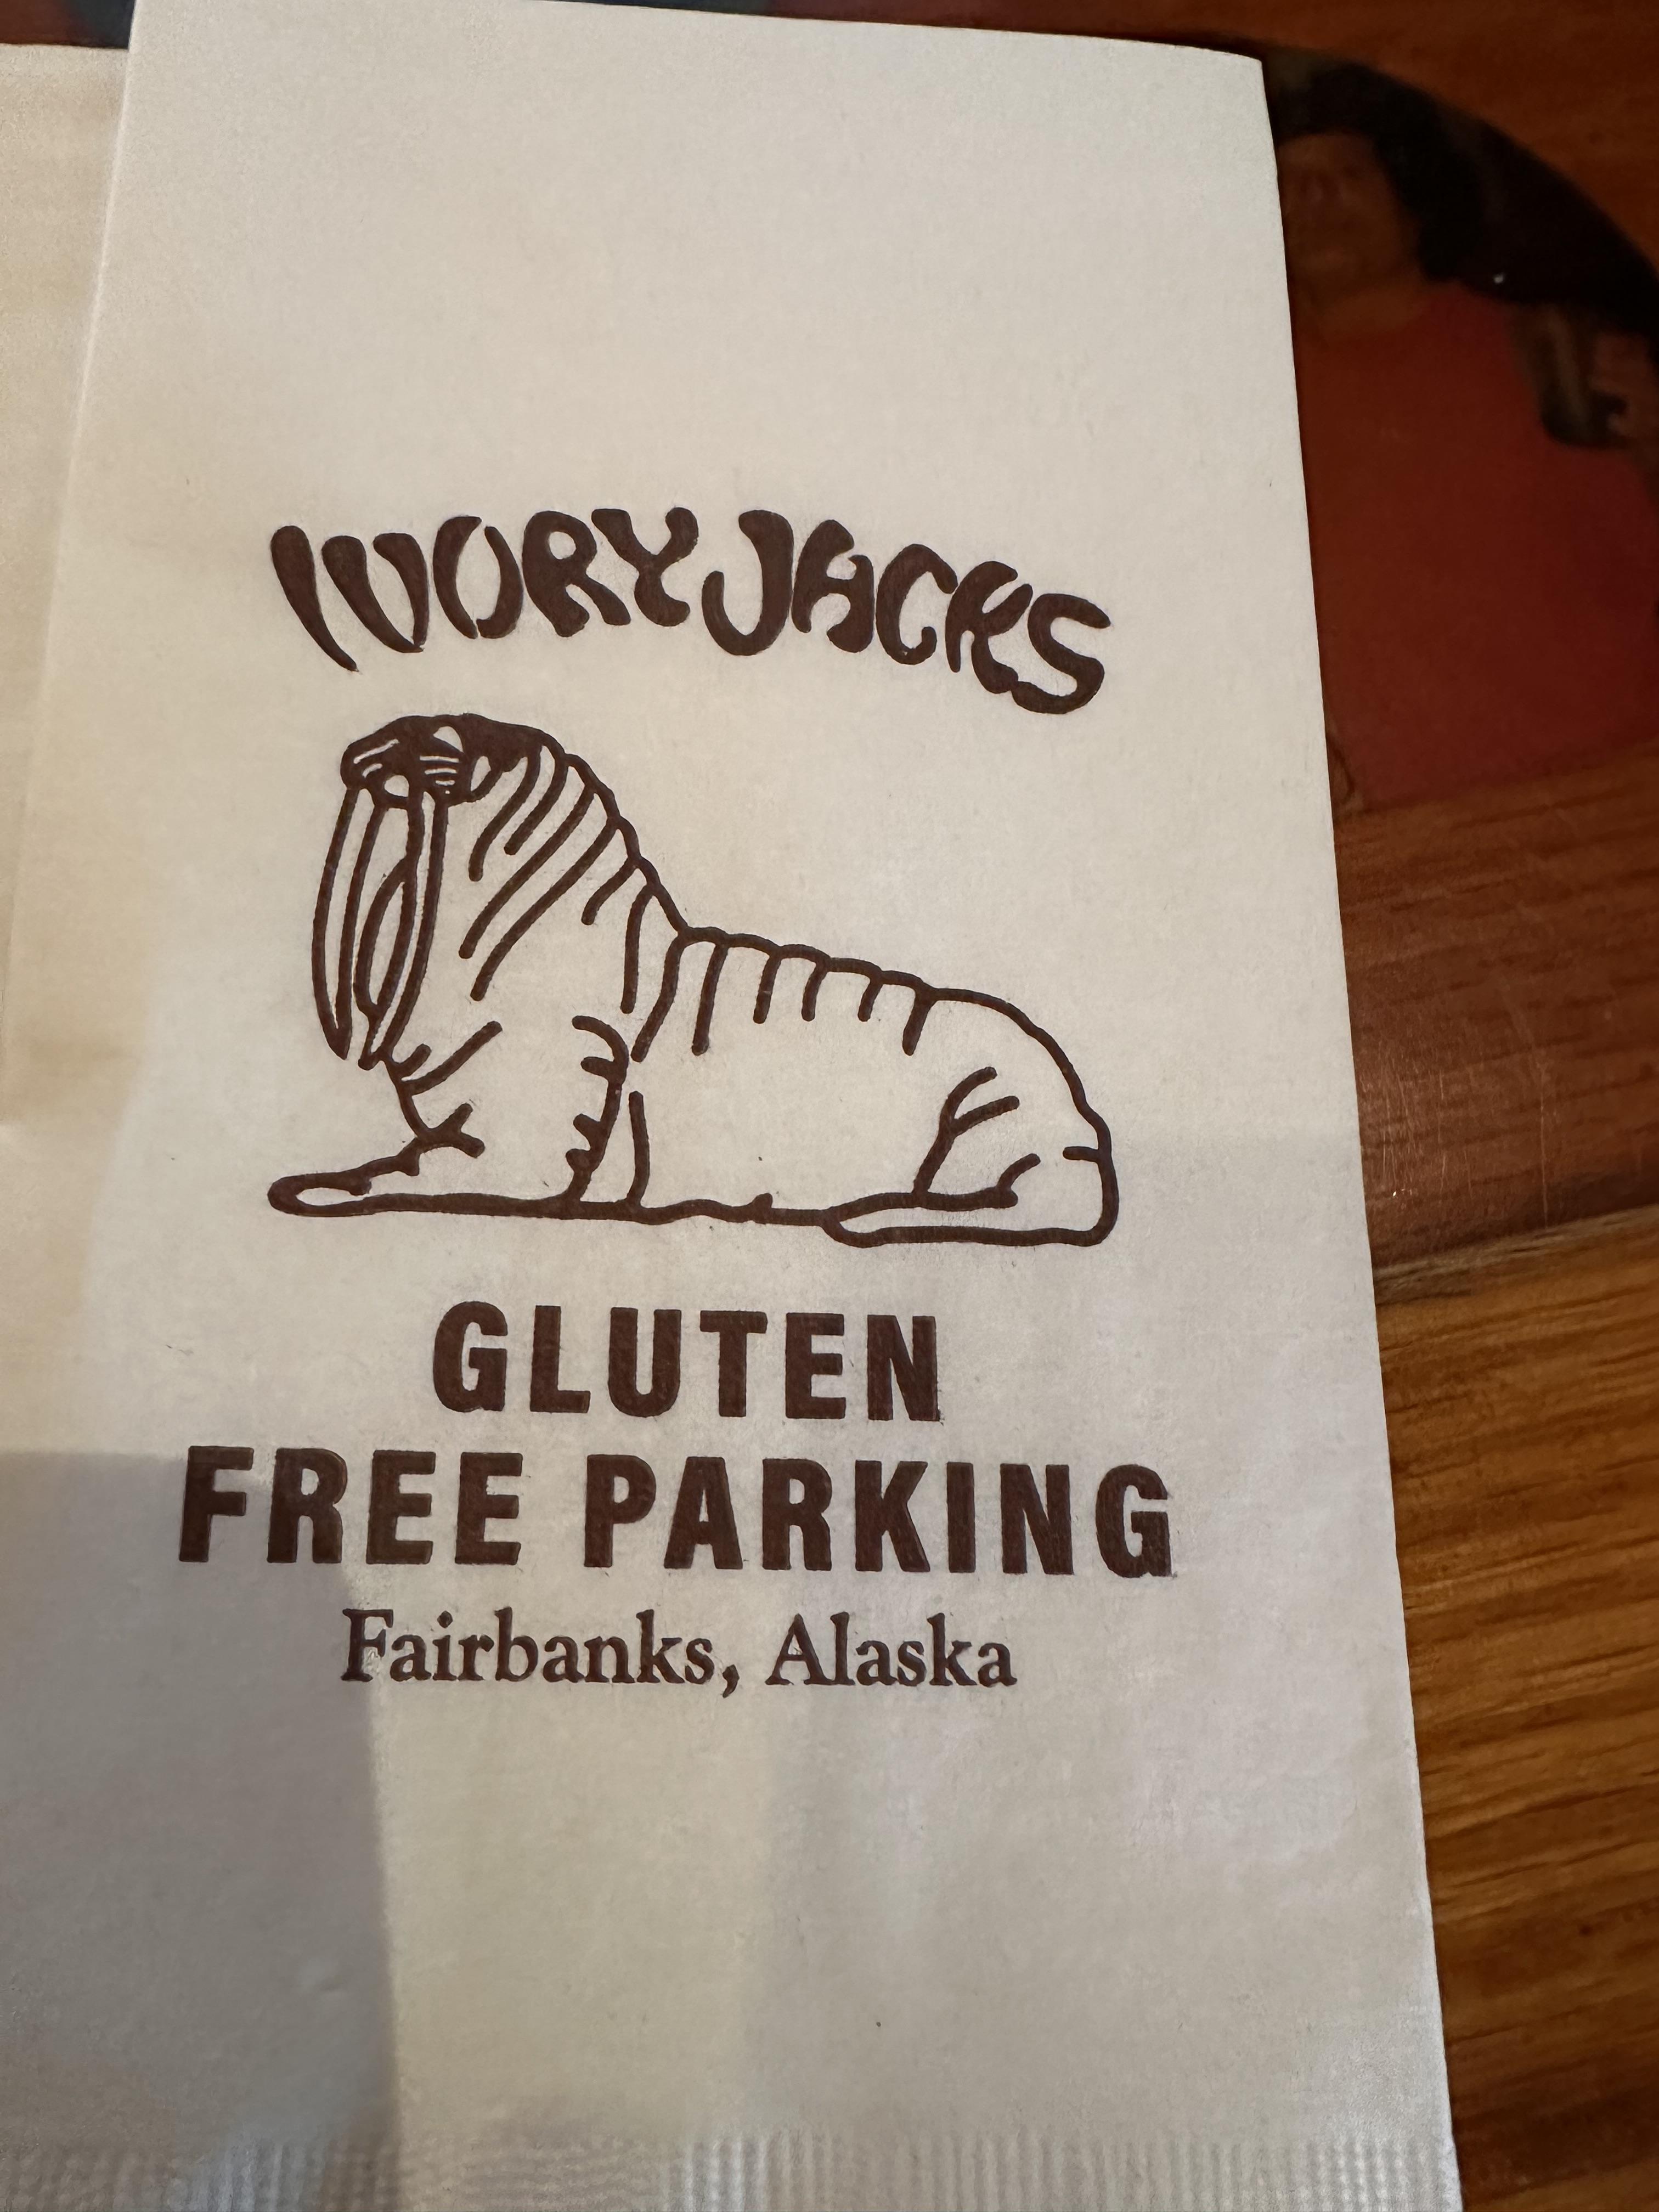 IVORY JACKS
GLUTEN
FREE PARKING
Fairbanks, Alaska